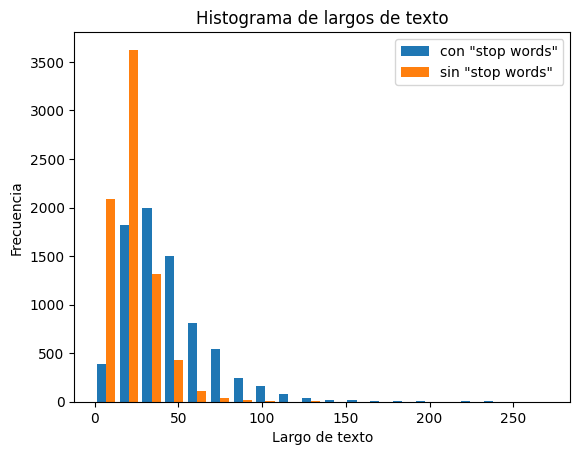 Histograma de largos de texto
con "stop words"
sin "stop words"
Frecuencia
3500
3000
2500
2000
1500
1000
500
0
0 50 100 150 200 250
Largo de texto